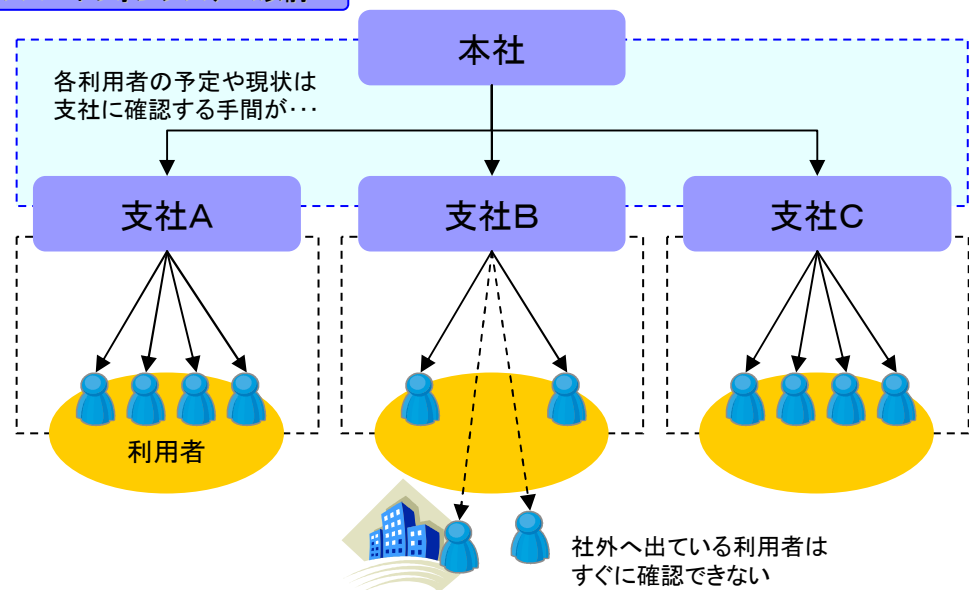 本社
各利用者の予定や現状は
支社に確認する手間が･･･
支社A
支社B
支社C
利用者
社外へ出ている利用者は
すぐに確認できない